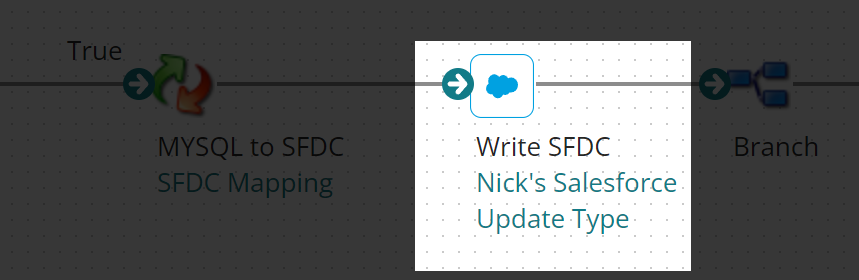 True
MYSQL to SFDC
SFDC Mapping
Write SFDC
Nick's Salesforce
Update Type
Branch